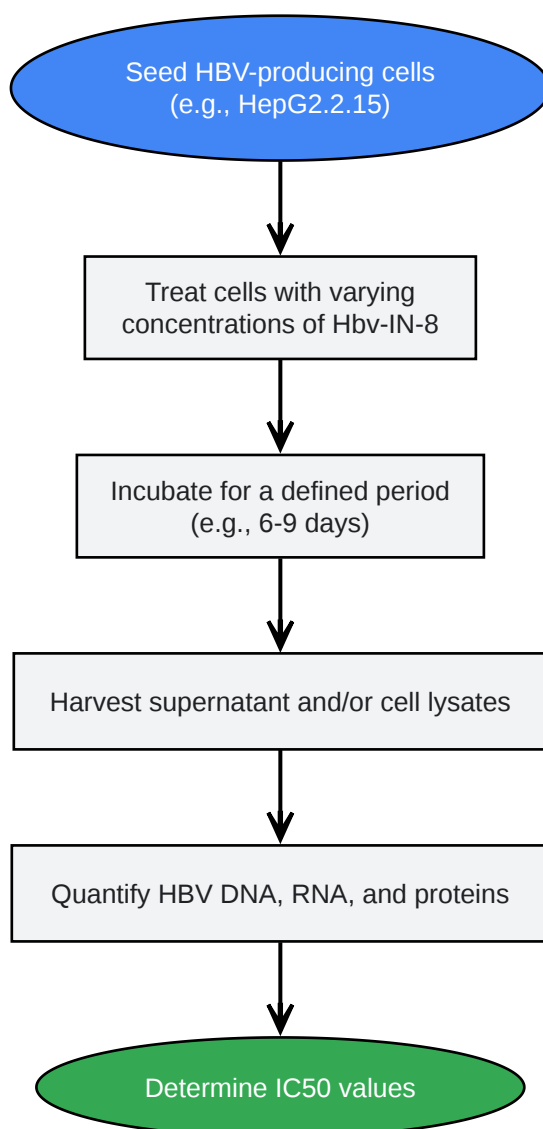 Seed HBV-producing cells
(e.g., HepG2.2.15)
Treat cells with varying
concentrations of Hbv-IN-8
Incubate for a defined period
(e.g., 6-9 days)
Harvest supernatant and/or cell lysates
Quantify HBV DNA, RNA, and proteins
Determine IC50 values